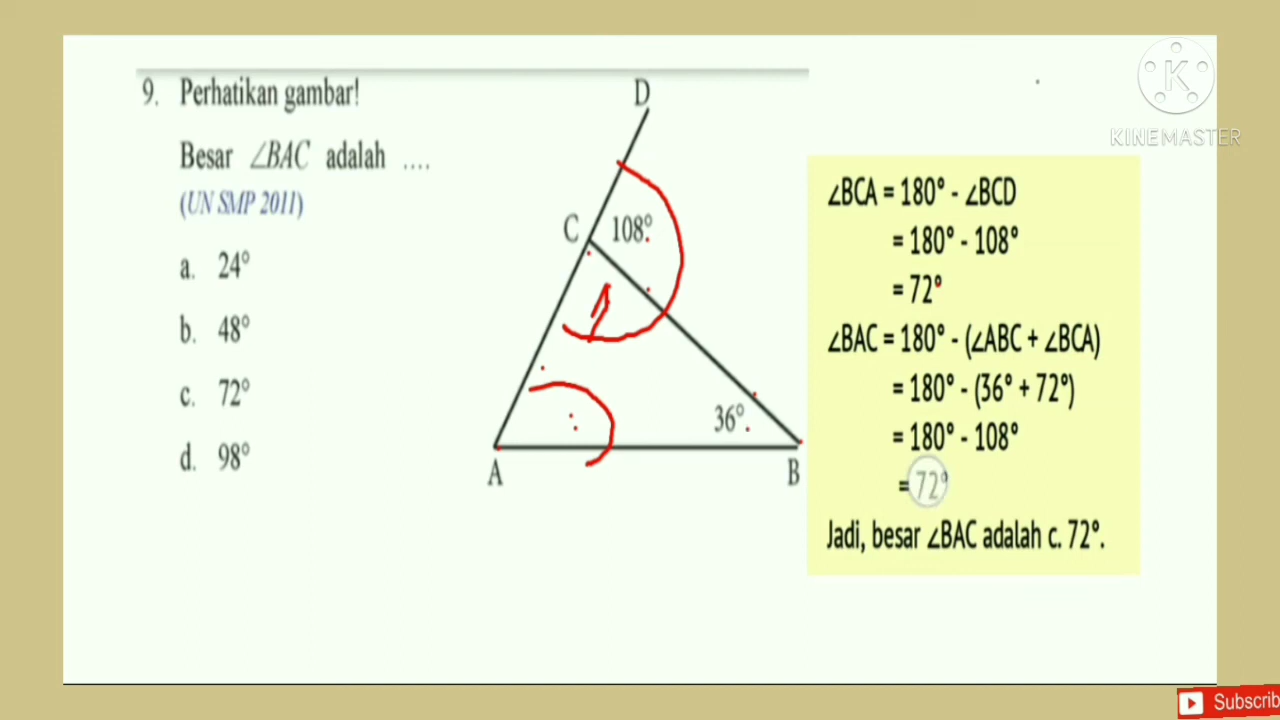 9. Perhatikan gambar!
Besar ∠BAC adalah ....
(UN SMP 2011)
a. 24°
b. 48°
c. 72°
d. 98°
D
C
108°
36°
A
B
∠BCA = 180° - ∠BCD
= 180° - 108°
= 72°
∠BAC = 180° - (∠ABC + ∠BCA)
= 180° - (36° + 72°)
= 180° - 108°
= 72°
Jadi, besar ∠BAC adalah c. 72°.
K
KINEMASTER
Subscrib